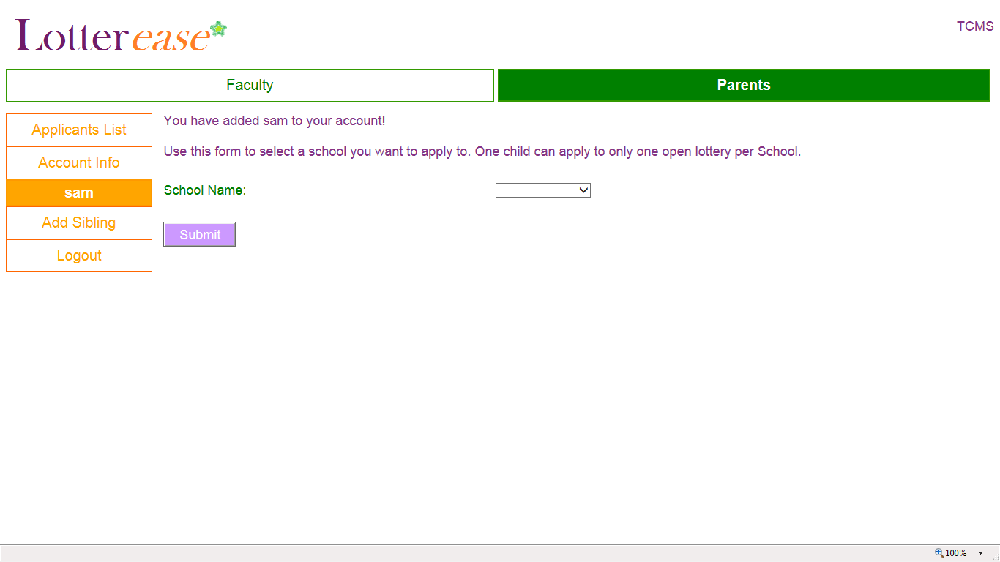 Lotterease
TCMS
Faculty
Parents
Applicants List
Account Info
sam
Add Sibling
Logout
You have added sam to your account!
Use this form to select a school you want to apply to. One child can apply to only one open lottery per School.
School Name:
Submit
100%